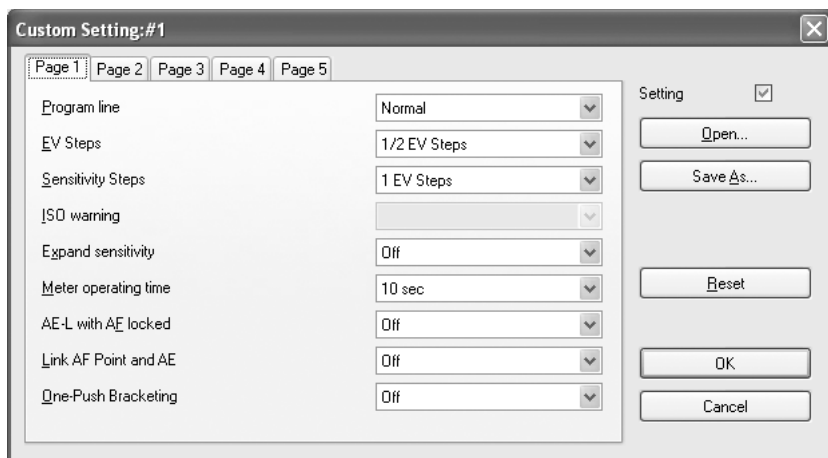 Custom Setting:#1
Page 1 Page 2 Page 3 Page 4 Page 5
Program line Normal
EV Steps 1/2 EV Steps
Sensitivity Steps 1 EV Steps
ISO warning
Expand sensitivity Off
Meter operating time 10 sec
AE-L with AF locked Off
Link AF Point and AE Off
One-Push Bracketing Off
Setting
Open...
Save As...
Reset
OK
Cancel